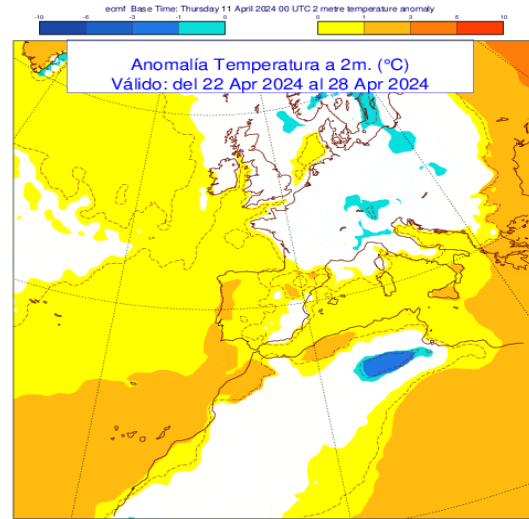 ecmf Base Time: Thursday 11 April 2024 00 UTC 2 metre temperature anomaly
-10 -6 -3 -1 0 0 1 3 6 10
Anomalía Temperatura a 2m. (°C)
Válido: del 22 Apr 2024 al 28 Apr 2024